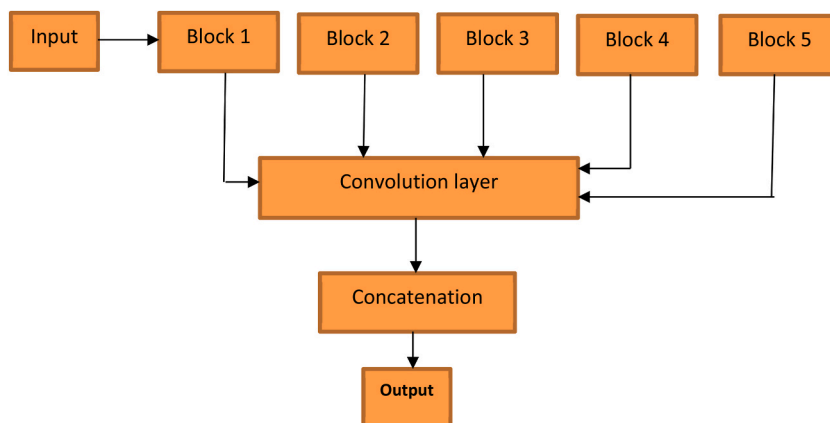 Input
Block 1
Block 2
Block 3
Block 4
Block 5
Convolution layer
Concatenation
Output